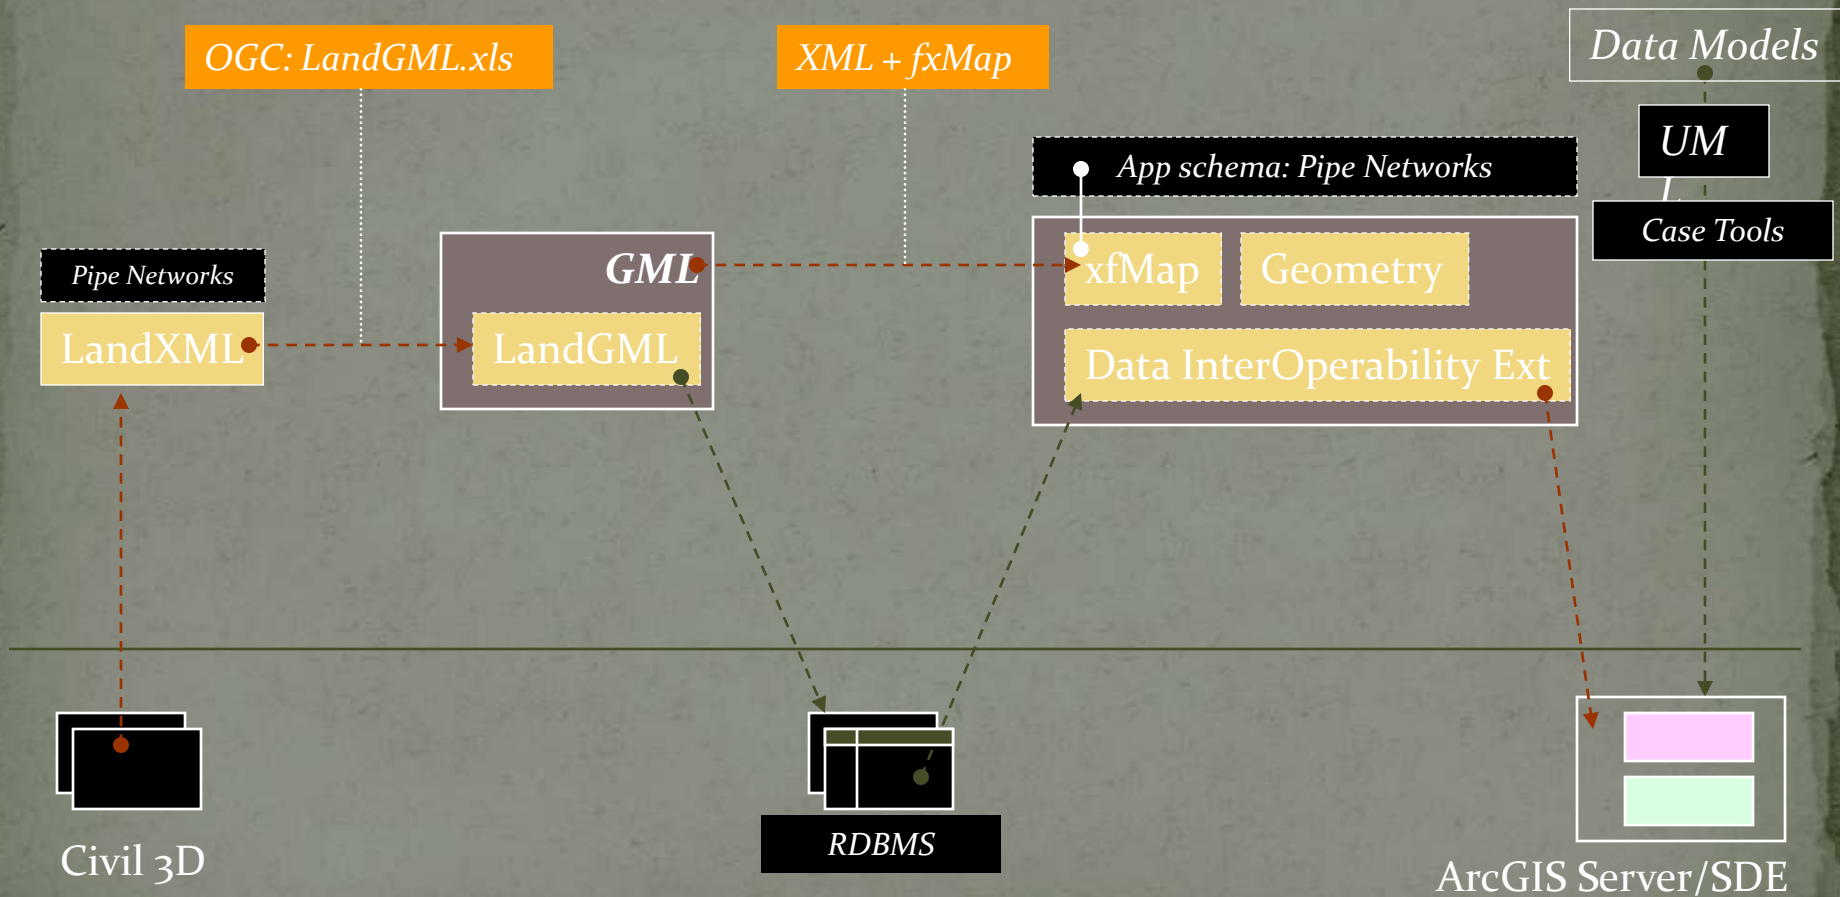 OGC: LandGML.xls
XML + fxMap
Data Models
UM
L
App schema: Pipe Networks
Case Tools
Pipe Networks
GML
xfMap
Geometry
LandXML
LandGML
Data InterOperability Ext
Civil 3D
RDBMS
ArcGIS Server/SDE